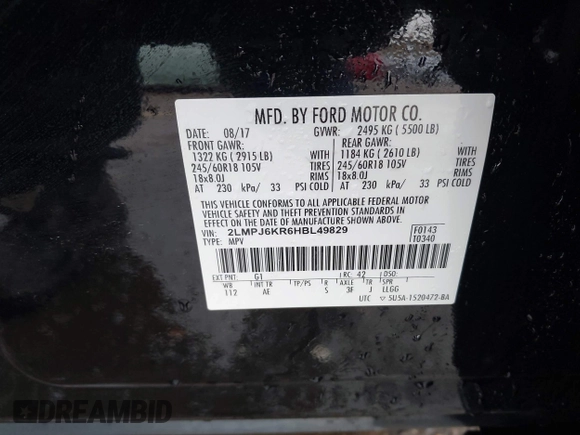 MFD. BY FORD MOTOR CO.
DATE: 08/17 GVWR: 2495 KG ( 5500 LB)
FRONT GAWR: REAR GAWR:
1322 KG ( 2915 LB) WITH 1184 KG ( 2610 LB) WITH
245/60R18 105V TIRES 245/60R18 105V TIRES
18x8.0J RIMS 18x8.0J RIMS
AT 230 kPa/ 33 PSI COLD AT 230 kPa/ 33 PSI COLD
THIS VEHICLE CONFORMS TO ALL APPLICABLE FEDERAL MOTOR
VEHICLE SAFETY AND THEFT PREVENTION STANDARDS IN
EFFECT ON THE DATE OF MANUFACTURE SHOWN ABOVE.
VIN: 2LMPJ6KR6HBL49829 F0143
TYPE: MPV T0340
EXT PNT: G1 RC: 42 DSO:
WB INT TR TP/PS R AXLE TR SPR
112 AE S 3F J LLGG
UTC ▽ 5U5A-1520472-BA
DREAMBID